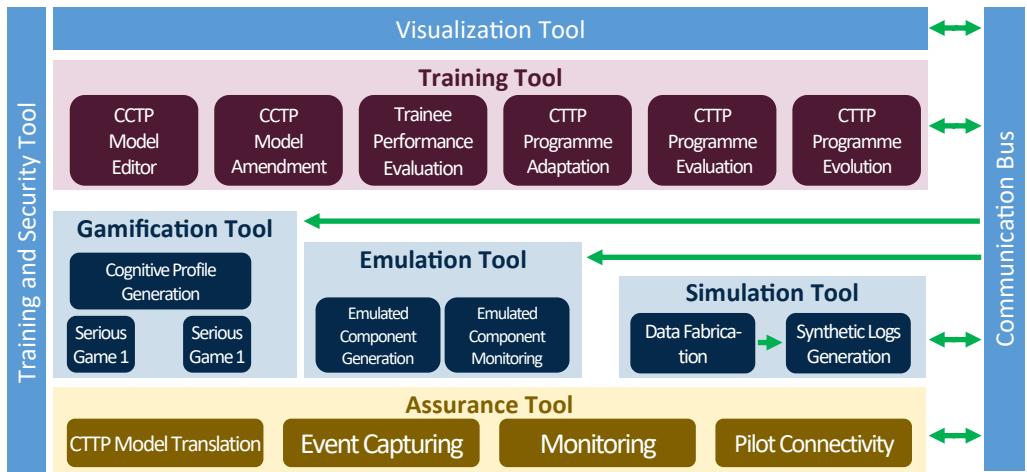 Training and Security Tool
Visualization Tool
Training Tool
CCTP
Model
Editor
CCTP
Model
Amendment
Trainee
Performance
Evaluation
CTTP
Programme
Adaptation
CTTP
Programme
Evaluation
CTTP
Programme
Evolution
Gamification Tool
Cognitive Profile
Generation
Serious
Game 1
Serious
Game 1
Emulation Tool
Emulated
Component
Generation
Emulated
Component
Monitoring
Simulation Tool
Data Fabrica-
tion
Synthetic Logs
Generation
Assurance Tool
CTTP Model Translation
Event Capturing
Monitoring
Pilot Connectivity
Communication Bus